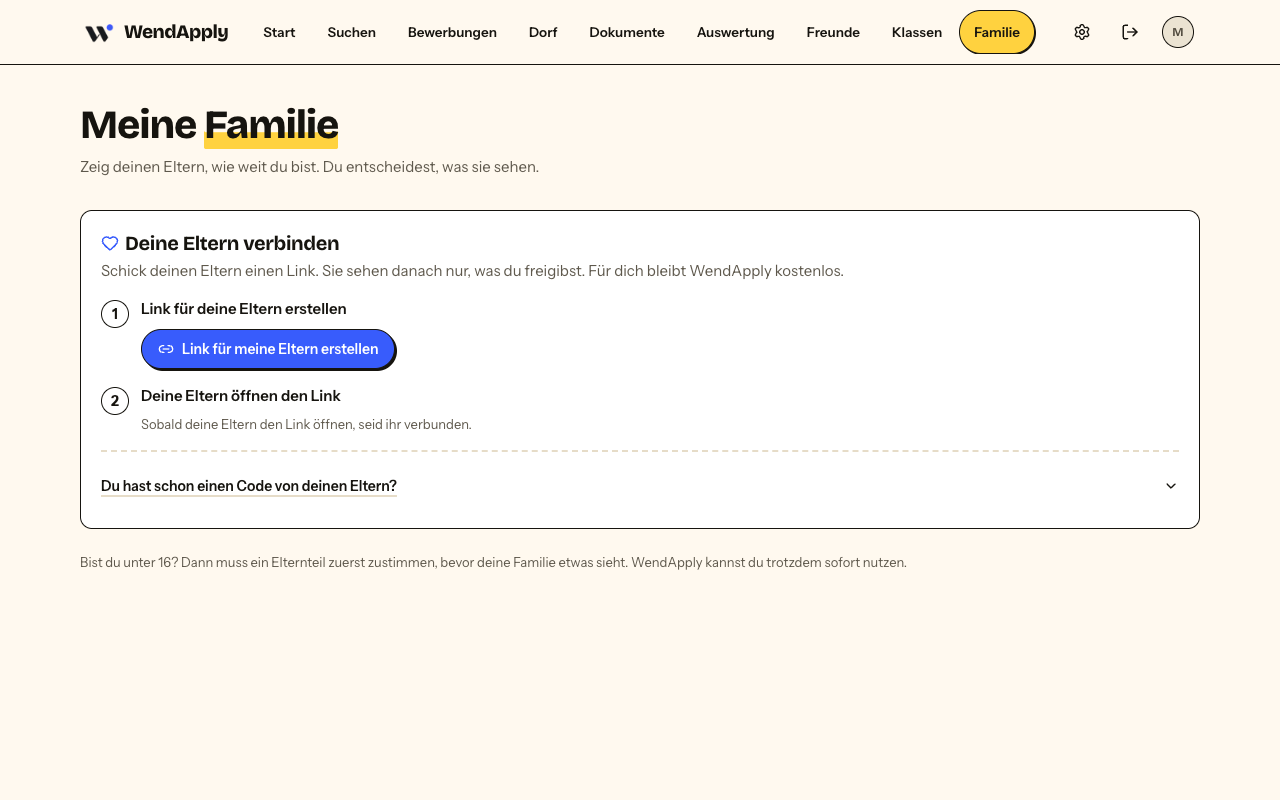 WendApply
Start
Suchen
Bewerbungen
Dorf
Dokumente
Auswertung
Freunde
Klassen
Familie
M
Meine Familie
Zeig deinen Eltern, wie weit du bist. Du entscheidest, was sie sehen.
Deine Eltern verbinden
Schick deinen Eltern einen Link. Sie sehen danach nur, was du freigibst. Für dich bleibt WendApply kostenlos.
1
Link für deine Eltern erstellen
Link für meine Eltern erstellen
2
Deine Eltern öffnen den Link
Sobald deine Eltern den Link öffnen, seid ihr verbunden.
Du hast schon einen Code von deinen Eltern?
Bist du unter 16? Dann muss ein Elternteil zuerst zustimmen, bevor deine Familie etwas sieht. WendApply kannst du trotzdem sofort nutzen.